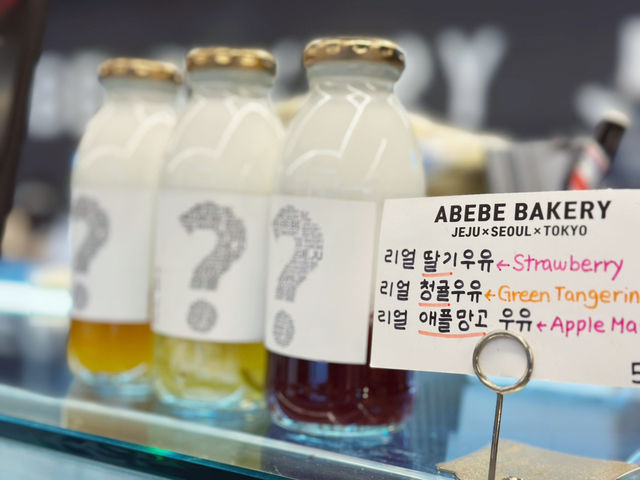 ABEBE BAKERY
JEJU×SEOUL×TOKYO
리얼 딸기우유 ←Strawberry
리얼 청귤우유 ←Green Tangerin
리얼 애플망고 우유 ←Apple Ma